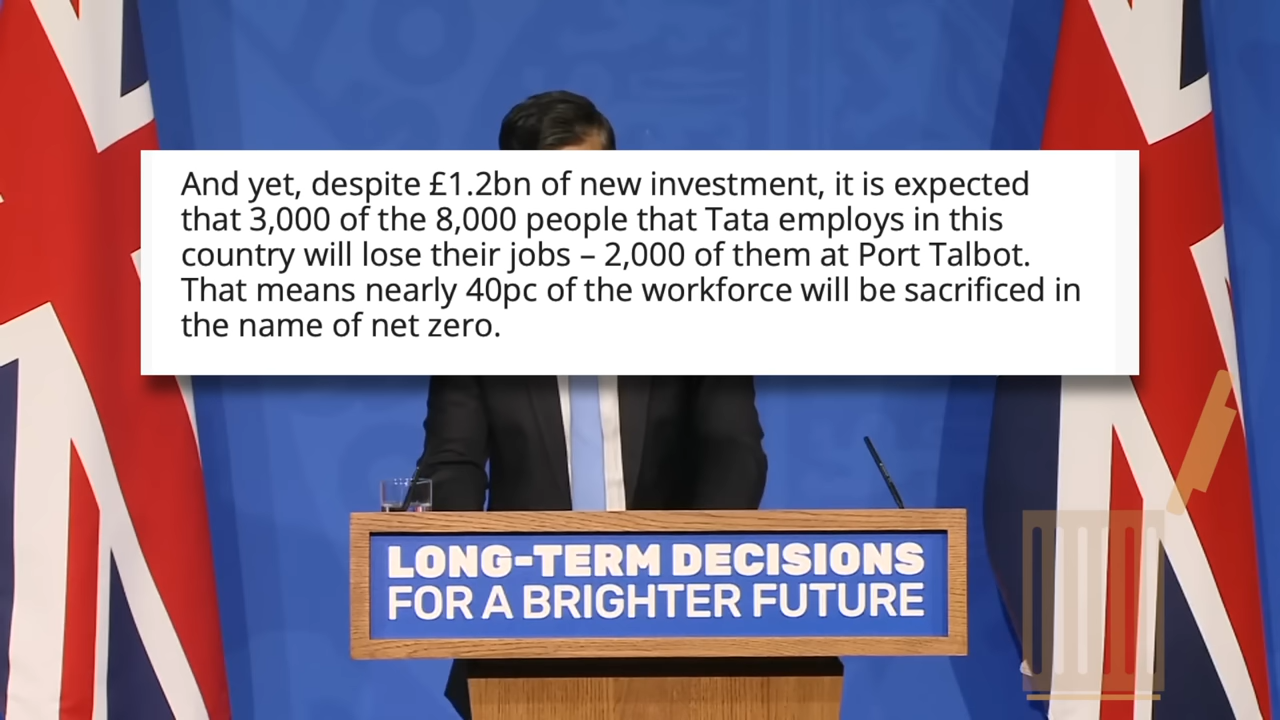 And yet, despite £1.2bn of new investment, it is expected
that 3,000 of the 8,000 people that Tata employs in this
country will lose their jobs – 2,000 of them at Port Talbot.
That means nearly 40pc of the workforce will be sacrificed in
the name of net zero.
LONG-TERM DECISIONS
FOR A BRIGHTER FUTURE